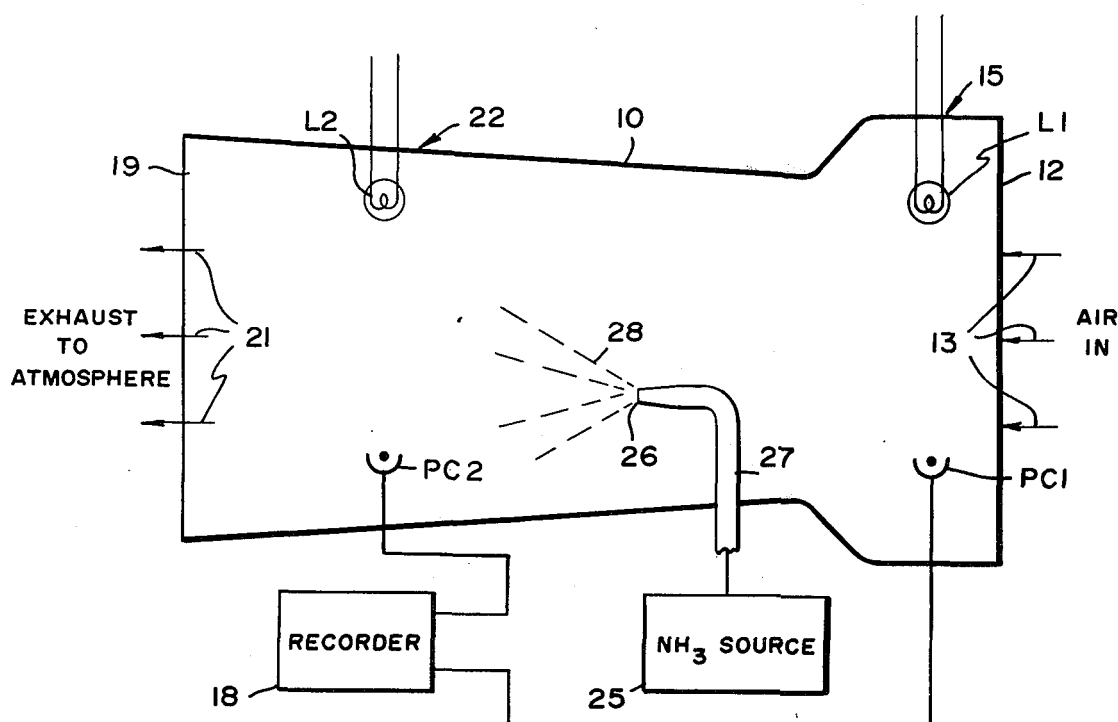 15
L2
22
10
L1
19
12
EXHAUST
TO
ATMOSPHERE
21
28
13
AIR
IN
26
27
PC2
PC1
RECORDER
NH3 SOURCE
18
25